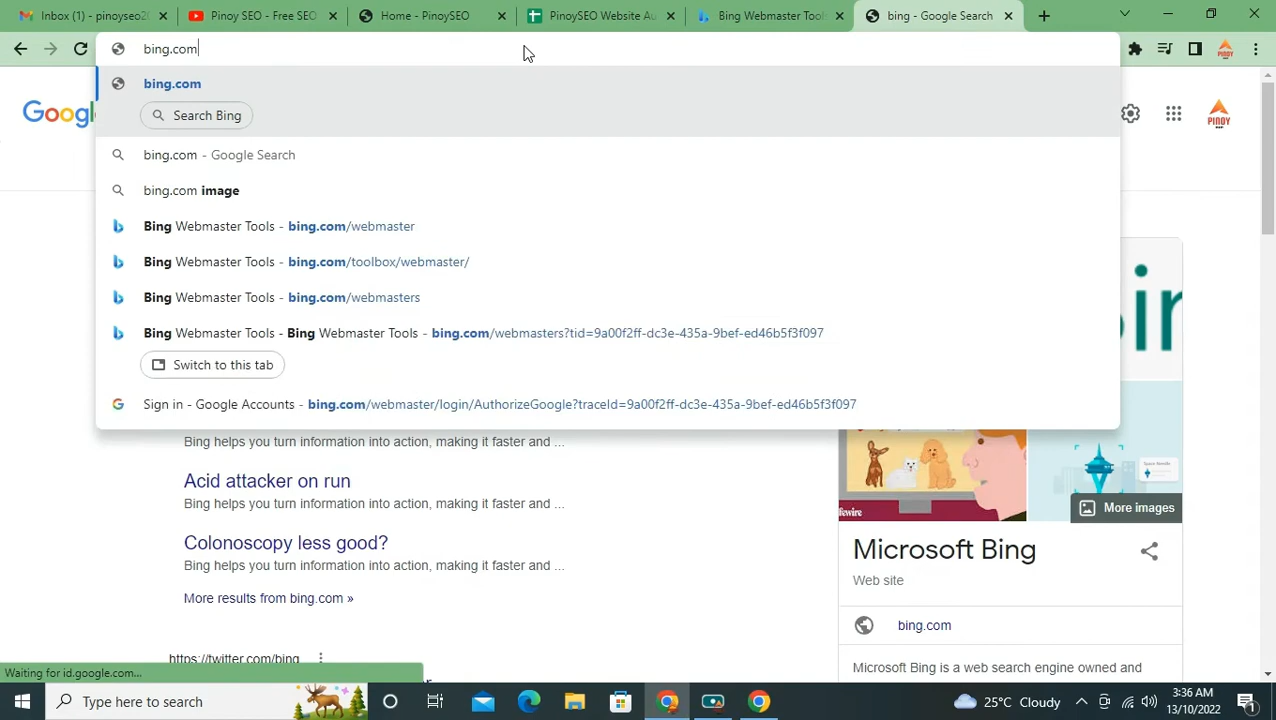 Inbox (1) - pinoyseo20
Pinoy SEO - Free SEO
Home - PinoySEO
PinoySEO Website Au
Bing Webmaster Tools
bing - Google Search
bing.com
bing.com
Search Bing
bing.com - Google Search
bing.com image
Bing Webmaster Tools - bing.com/webmaster
Bing Webmaster Tools - bing.com/toolbox/webmaster/
Bing Webmaster Tools - bing.com/webmasters
Bing Webmaster Tools - Bing Webmaster Tools - bing.com/webmasters?tid=9a00f2ff-dc3e-435a-9bef-ed46b5f3f097
Switch to this tab
Sign in - Google Accounts - bing.com/webmaster/login/AuthorizeGoogle?traceId=9a00f2ff-dc3e-435a-9bef-ed46b5f3f097
Googl
PINOY
Bing helps you turn information into action, making it faster and ...
Acid attacker on run
Bing helps you turn information into action, making it faster and ...
Colonoscopy less good?
Bing helps you turn information into action, making it faster and ...
More results from bing.com »
https://twitter.com/bing
More images
Microsoft Bing
Web site
bing.com
Microsoft Bing is a web search engine owned and
Waiting for id.google.com...
Type here to search
25°C Cloudy
3:36 AM
13/10/2022
1